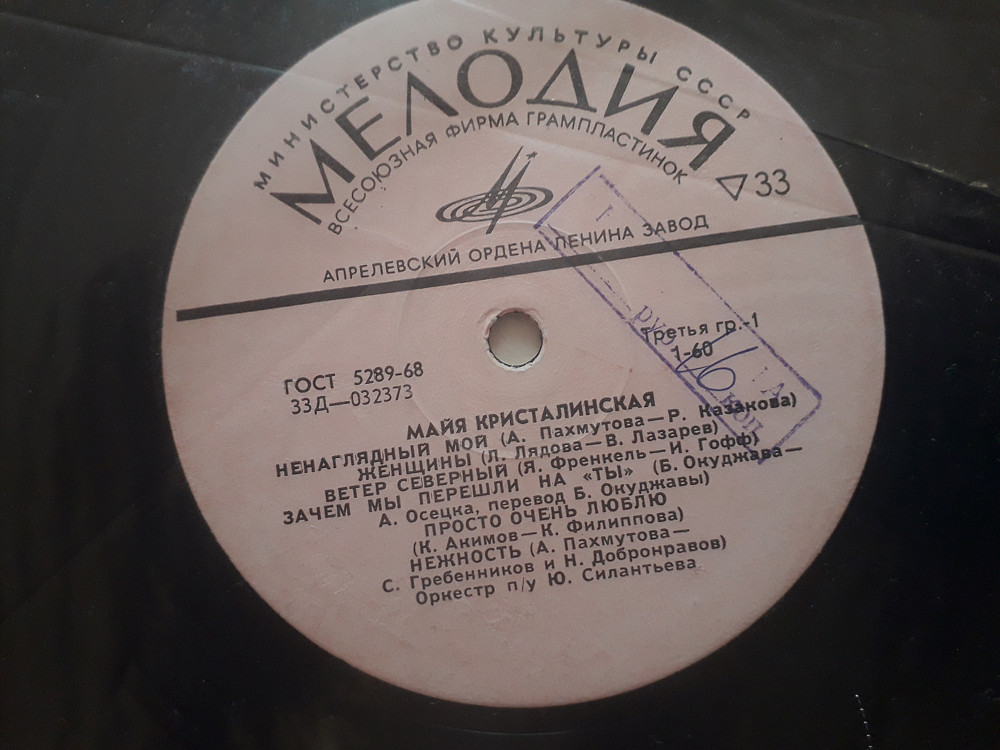 МИНИСТЕРСТВО КУЛЬТУРЫ СССР
МЕЛОДИЯ
ВСЕСОЮЗНАЯ ФИРМА ГРАМПЛАСТИНОК
33
АПРЕЛЕВСКИЙ ОРДЕНА ЛЕНИНА ЗАВОД
Третья гр.-1
1-60
руб. коп.
ГОСТ 5289-68
33Д—032373
МАЙЯ КРИСТАЛИНСКАЯ
НЕНАГЛЯДНЫЙ МОЙ (А. Пахмутова—Р. Казакова)
ЖЕНЩИНЫ (Л. Лядова—В. Лазарев)
ВЕТЕР СЕВЕРНЫЙ (Я. Френкель—И. Гофф)
ЗАЧЕМ МЫ ПЕРЕШЛИ НА «ТЫ» (Б. Окуджава—
А. Осецка, перевод Б. Окуджавы)
ПРОСТО ОЧЕНЬ ЛЮБЛЮ
(К. Акимов—К. Филиппова)
НЕЖНОСТЬ (А. Пахмутова—
С. Гребенников и Н. Добронравов)
Оркестр п/у Ю. Силантьева